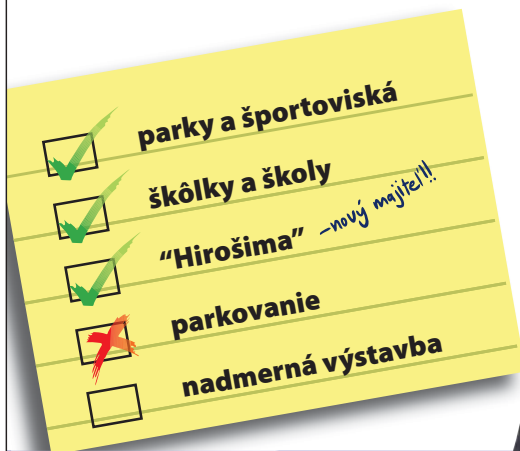 parky a športoviská
škôlky a školy
"Hirošima" -nový majiteľ!!
parkovanie
nadmerná výstavba